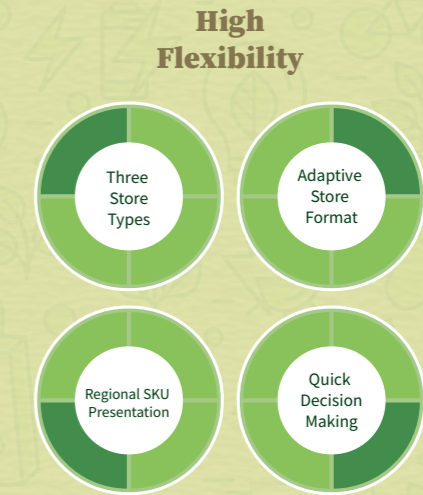 High
Flexibility
Three
Store
Types
Adaptive
Store
Format
Regional SKU
Presentation
Quick
Decision
Making